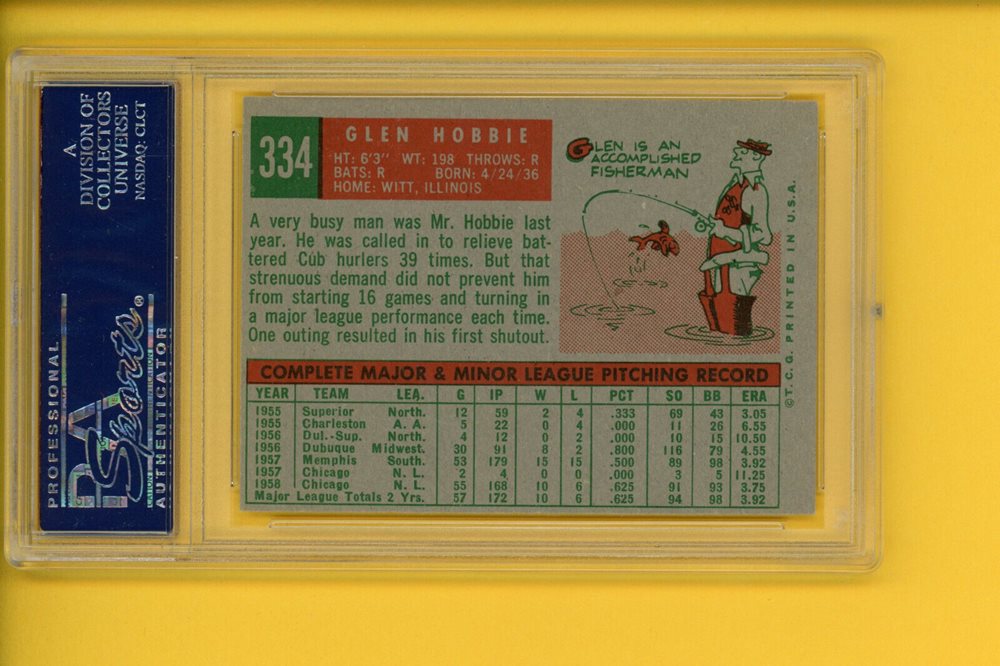 A
DIVISION OF
COLLECTORS
UNIVERSE
NASDAQ: CLCT
PROFESSIONAL
PSA
Sports®
AUTHENTICATOR
334
GLEN HOBBIE
HT: 6'3" WT: 198 THROWS: R
BATS: R BORN: 4/24/36
HOME: WITT, ILLINOIS
GLEN IS AN
ACCOMPLISHED
FISHERMAN
A very busy man was Mr. Hobbie last
year. He was called in to relieve bat-
tered Cub hurlers 39 times. But that
strenuous demand did not prevent him
from starting 16 games and turning in
a major league performance each time.
One outing resulted in his first shutout.
COMPLETE MAJOR & MINOR LEAGUE PITCHING RECORD
YEAR TEAM LEA. G IP W L PCT SO BB ERA
1955 Superior North. 12 59 2 4 .333 69 43 3.05
1955 Charleston A. A. 5 22 0 4 .000 11 26 6.55
1956 Dul.-Sup. North. 4 12 0 2 .000 10 15 10.50
1956 Dubuque Midwest. 30 91 8 2 .800 116 79 4.55
1957 Memphis South. 53 179 15 15 .500 89 98 3.92
1957 Chicago N. L. 2 4 0 0 .000 3 5 11.25
1958 Chicago N. L. 55 168 10 6 .625 91 93 3.75
Major League Totals 2 Yrs. 57 172 10 6 .625 94 98 3.92
©T.C.G. PRINTED IN U.S.A.